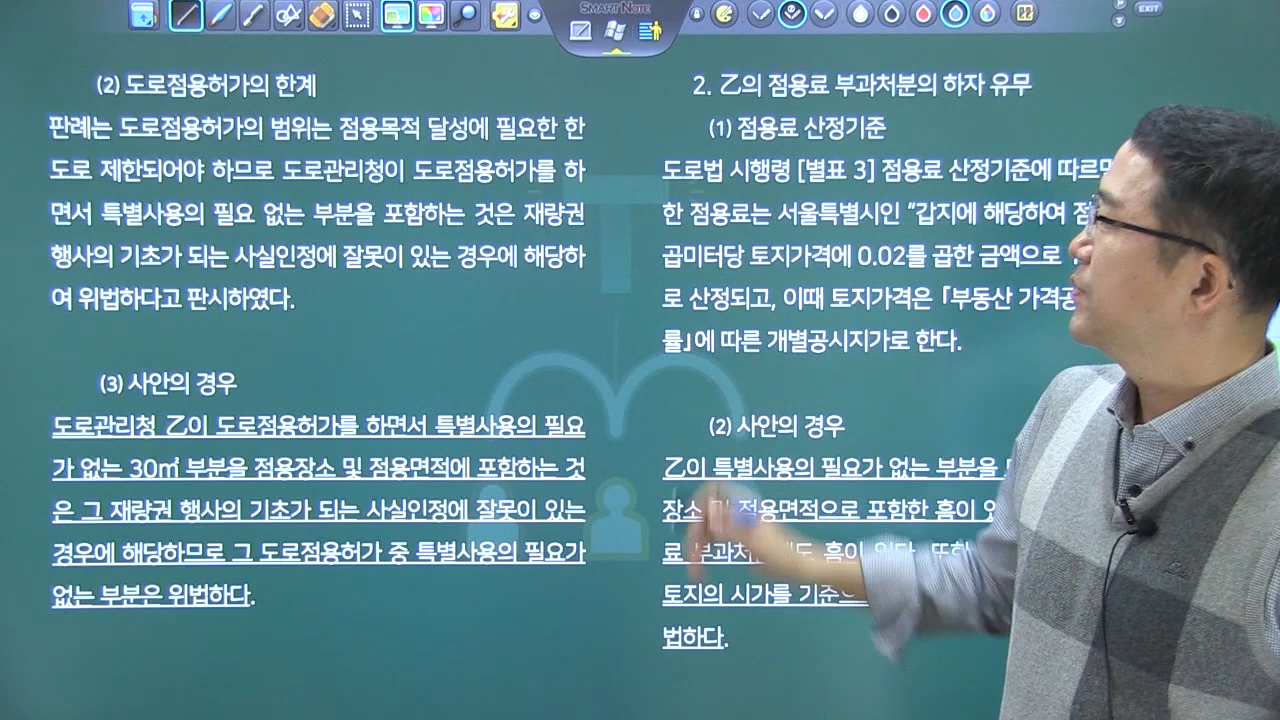 SMARTNOTE
EXIT
(2) 도로점용허가의 한계
판례는 도로점용허가의 범위는 점용목적 달성에 필요한 한
도로 제한되어야 하므로 도로관리청이 도로점용허가를 하
면서 특별사용의 필요 없는 부분을 포함하는 것은 재량권
행사의 기초가 되는 사실인정에 잘못이 있는 경우에 해당하
여 위법하다고 판시하였다.
(3) 사안의 경우
도로관리청 乙이 도로점용허가를 하면서 특별사용의 필요
가 없는 30㎡ 부분을 점용장소 및 점용면적에 포함하는 것
은 그 재량권 행사의 기초가 되는 사실인정에 잘못이 있는
경우에 해당하므로 그 도로점용허가 중 특별사용의 필요가
없는 부분은 위법하다.
2. 乙의 점용료 부과처분의 하자 유무
(1) 점용료 산정기준
도로법 시행령 [별표 3] 점용료 산정기준에
한 점용료는 서울특별시인 "갑지에 해당하여
곱미터당 토지가격에 0.02를 곱한 금액으로
로 산정되고, 이때 토지가격은 「부동산
률」에 따른 개별공시지가로 한다.
(2) 사안의 경우
乙이 특별사용의 필요가 없는 부분을
장소 및 점용면적으로 포함한 흠이
료
흠이 있다.
토지의 시가를
법하다.